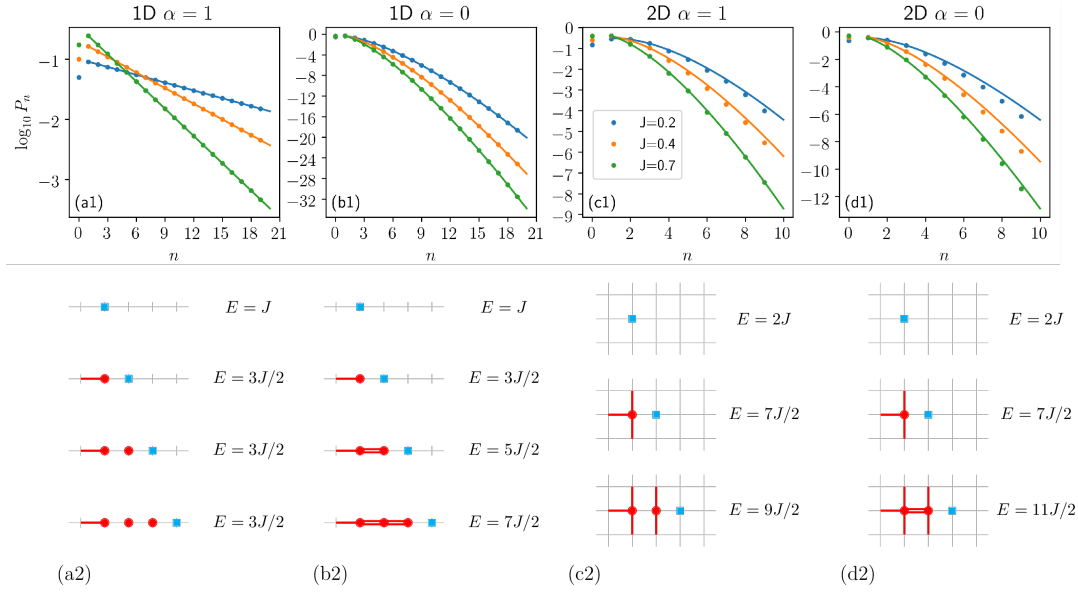 1D α = 1
1D α = 0
2D α = 1
2D α = 0
log₁₀ Pₙ
−1
−2
−3
(a1)
0 3 6 9 12 15 18 21
n
0
−4
−8
−12
−16
−20
−24
−28
−32
(b1)
0 3 6 9 12 15 18 21
n
0
−1
−2
−3
−4
−5
−6
−7
−8
−9
J=0.2
J=0.4
J=0.7
(c1)
0 2 4 6 8 10
n
0
−2
−4
−6
−8
−10
−12
(d1)
0 2 4 6 8 10
n
E = J
E = 3J/2
E = 3J/2
E = 3J/2
(a2)
E = J
E = 3J/2
E = 5J/2
E = 7J/2
(b2)
E = 2J
E = 7J/2
E = 9J/2
(c2)
E = 2J
E = 7J/2
E = 11J/2
(d2)